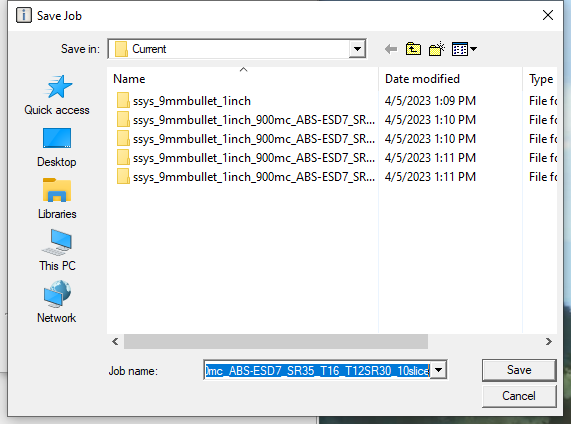 Save Job
Save in: Current
Name Date modified Type
ssys_9mmbullet_1inch 4/5/2023 1:09 PM File fo
ssys_9mmbullet_1inch_900mc_ABS-ESD7_SR... 4/5/2023 1:10 PM File fo
ssys_9mmbullet_1inch_900mc_ABS-ESD7_SR... 4/5/2023 1:10 PM File fo
ssys_9mmbullet_1inch_900mc_ABS-ESD7_SR... 4/5/2023 1:11 PM File fo
ssys_9mmbullet_1inch_900mc_ABS-ESD7_SR... 4/5/2023 1:11 PM File fo
Quick access
Desktop
Libraries
This PC
Network
Job name: 0mc_ABS-ESD7_SR35_T16_T12SR30_10slice
Save
Cancel